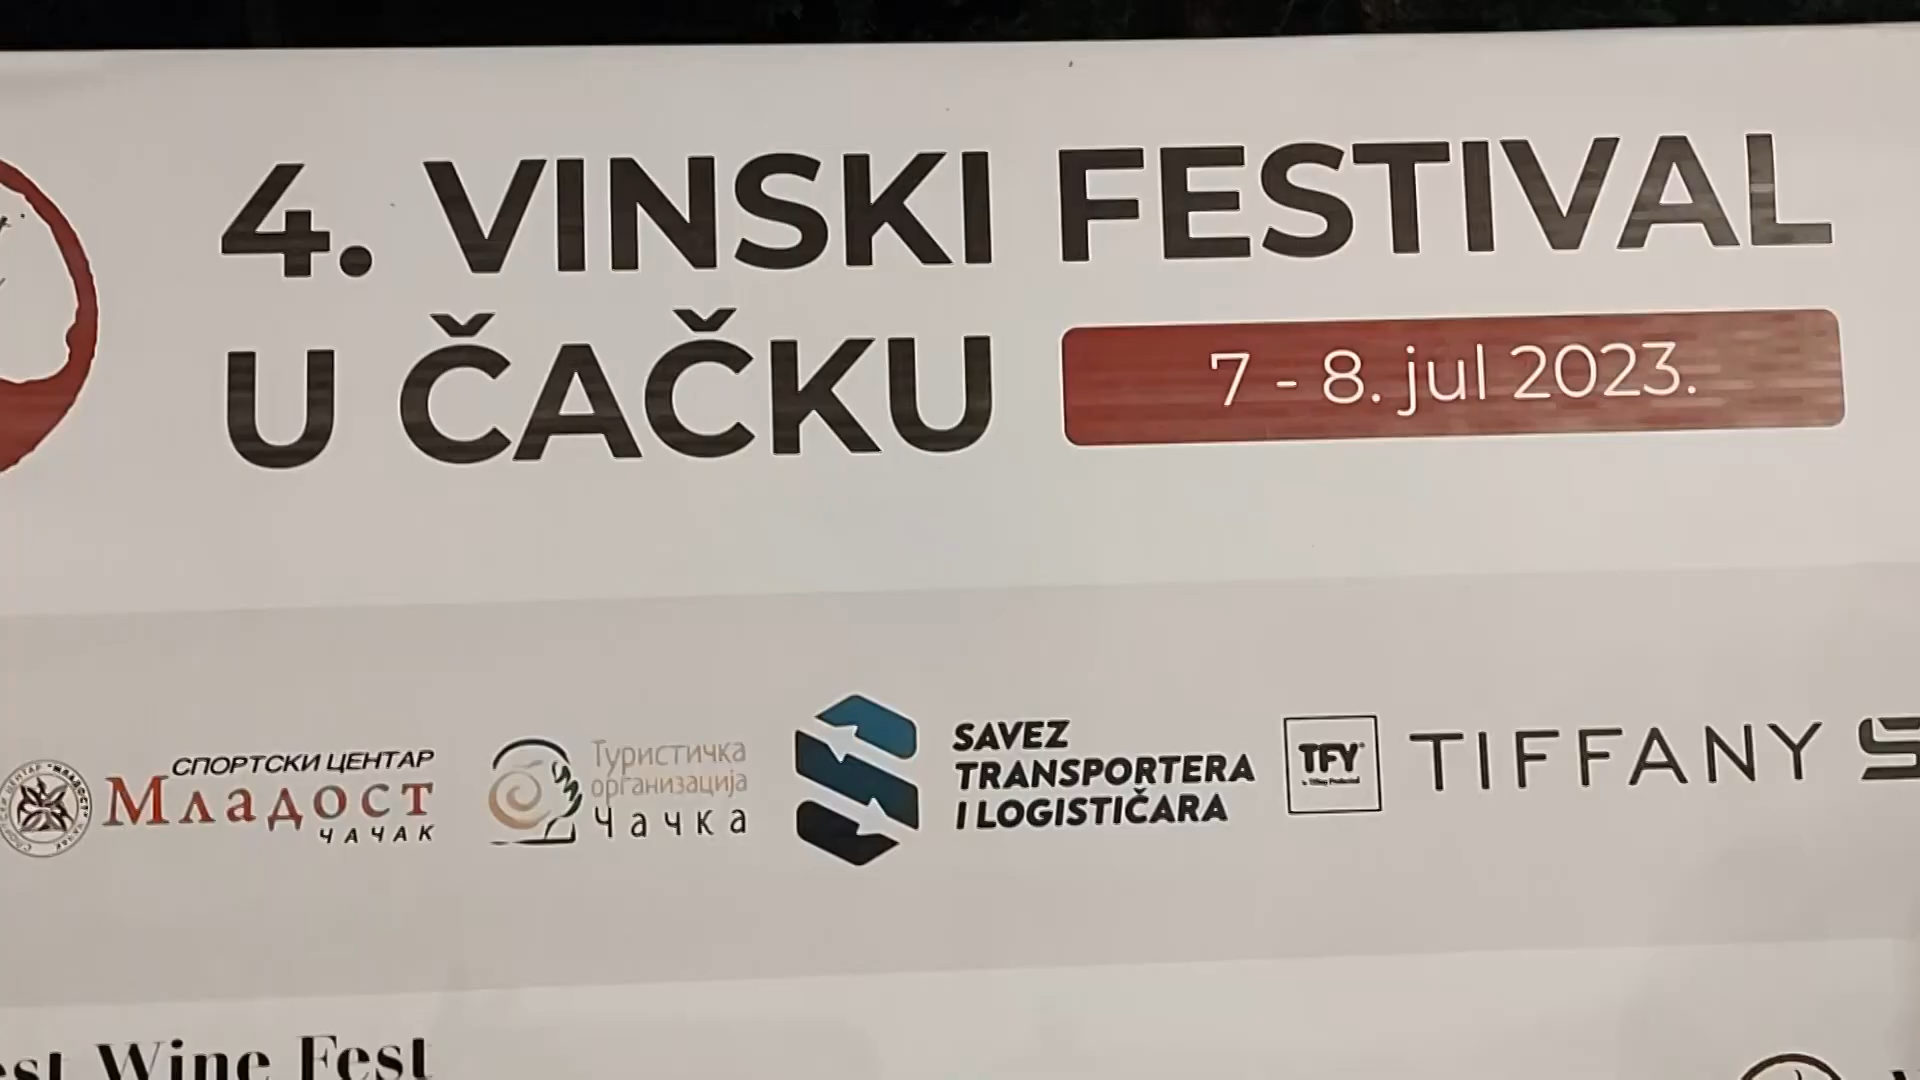 4. VINSKI FESTIVAL
U ČAČKU
7 - 8. jul 2023.
СПОРТСКИ ЦЕНТАР
Младост
ЧАЧАК
Туристичка
организација
Чачка
SAVEZ
TRANSPORTERA
I LOGISTIČARA
TFY
TIFFANY
Wine Fest